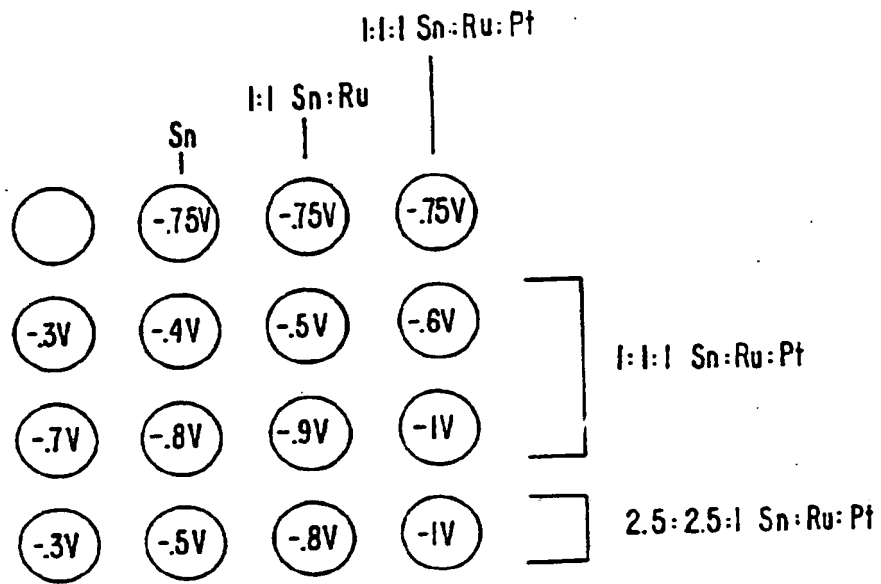 1:1:1 Sn:Ru:Pt
1:1 Sn:Ru
Sn
-.75V -.75V -.75V
-.3V -.4V -.5V -.6V
1:1:1 Sn:Ru:Pt
-.7V -.8V -.9V -1V
-.3V -.5V -.8V -1V
2.5:2.5:1 Sn:Ru:Pt